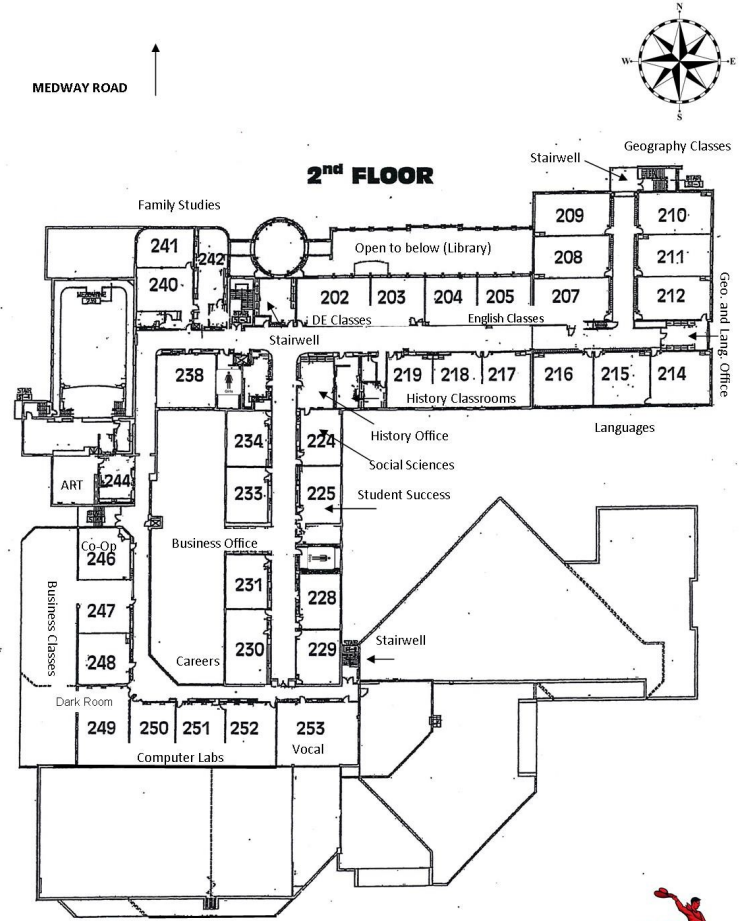 N
W
E
S
MEDWAY ROAD
Geography Classes
Stairwell
2nd FLOOR
Family Studies
209
210
241
242
Open to below (Library)
208
211
240
202
203
204
205
207
212
DE Classes
English Classes
Stairwell
Geo. and Lang. Office
238
219
218
217
216
215
214
History Classrooms
History Office
Languages
234
224
Social Sciences
ART
244
233
225
Student Success
Co-Op
246
Business Office
Business Classes
231
228
247
248
Careers
230
229
Stairwell
Dark Room
249
250
251
252
253
Computer Labs
Vocal